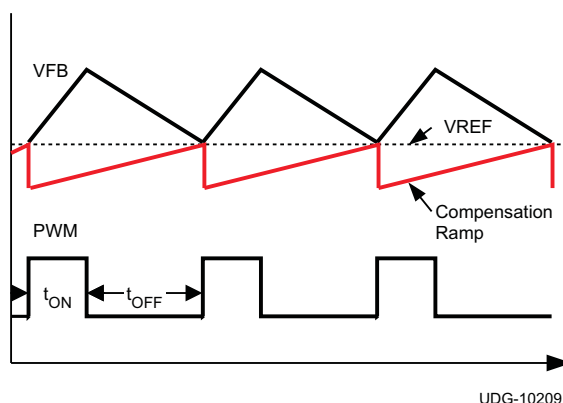 VFB
VREF
Compensation
Ramp
PWM
tON
tOFF
UDG-10209